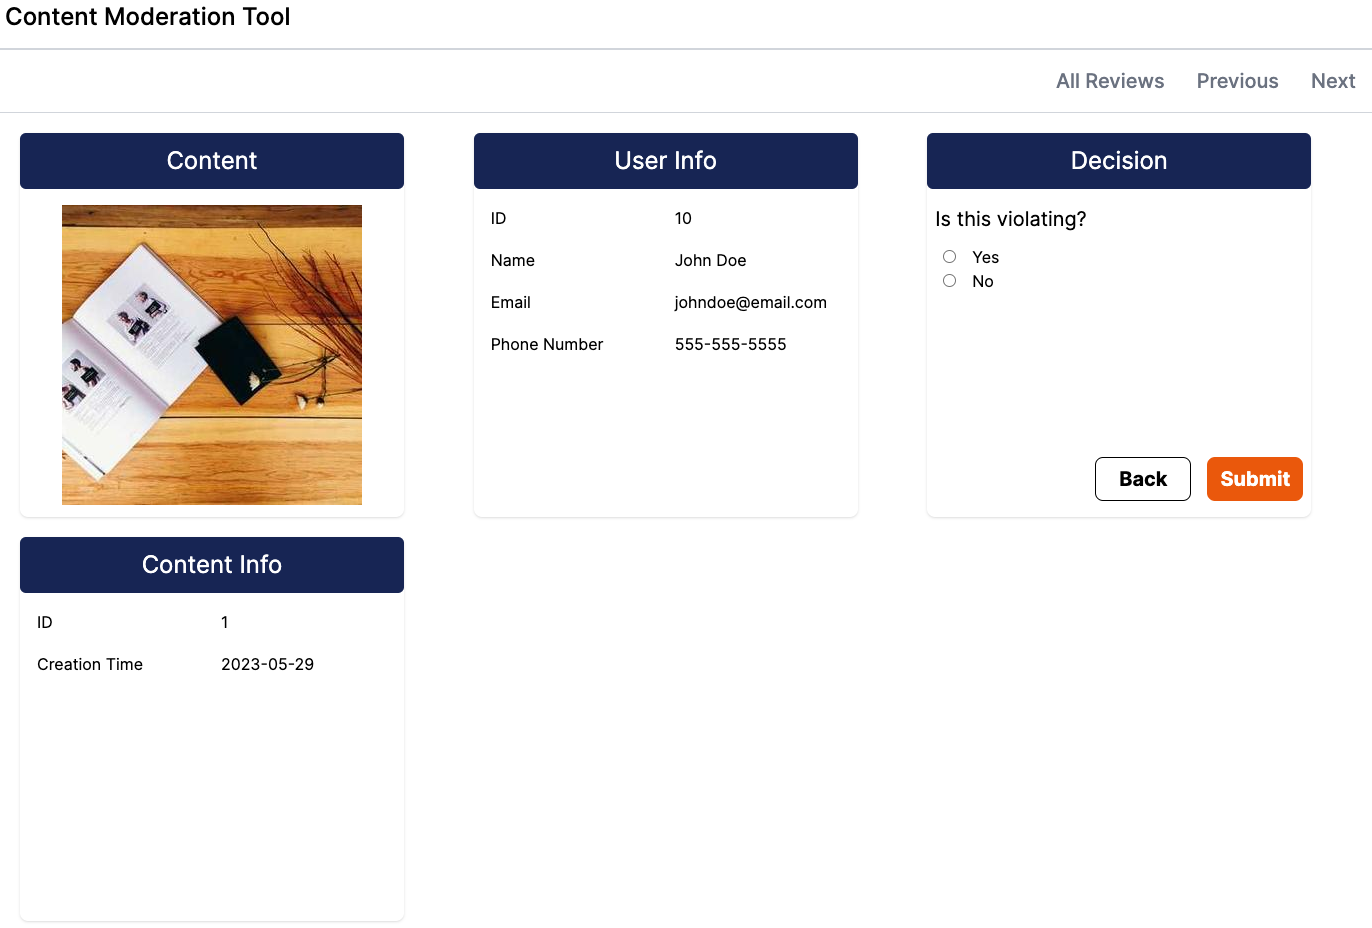 Content Moderation Tool
All Reviews Previous Next
Content
User Info
ID 10
Name John Doe
Email johndoe@email.com
Phone Number 555-555-5555
Decision
Is this violating?
Yes
No
Back Submit
Content Info
ID 1
Creation Time 2023-05-29